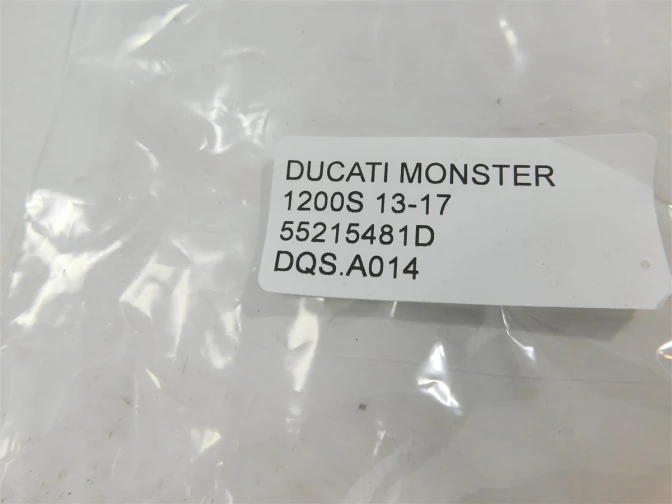 DUCATI MONSTER
1200S 13-17
55215481D
DQS.A014